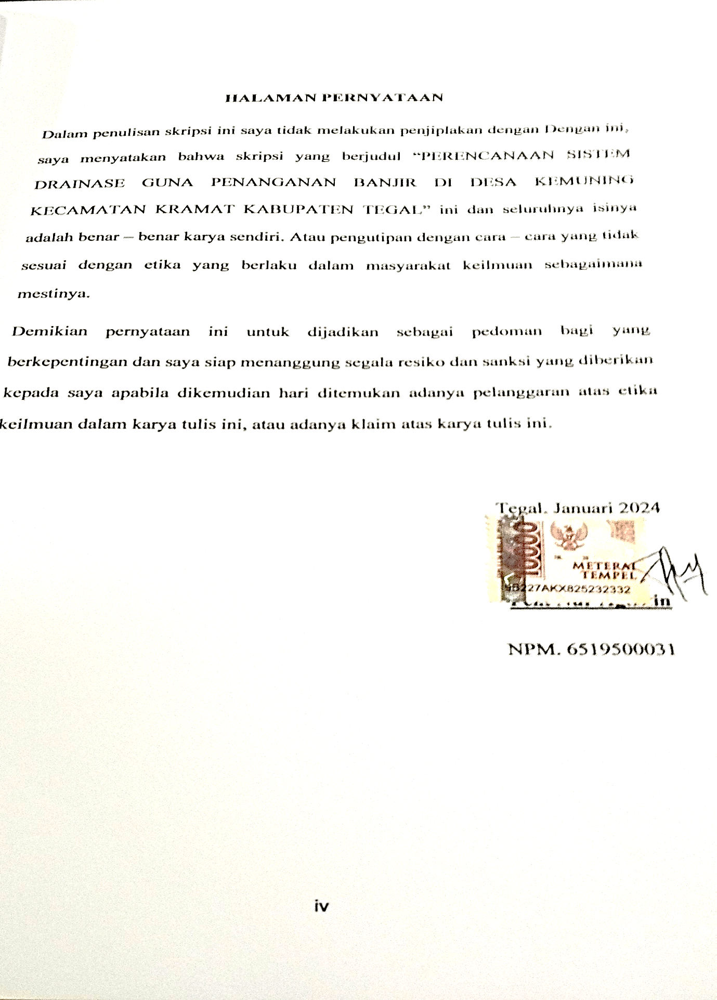 HALAMAN PERNYATAAN
Dalam penulisan skripsi ini saya tidak melakukan penjiplakan dengan Dengan ini,
saya menyatakan bahwa skripsi yang berjudul “PERENCANAAN SISTEM
DRAINASE GUNA PENANGANAN BANJIR DI DESA KEMUNING
KECAMATAN KRAMAT KABUPATEN TEGAL” ini dan seluruhnya isinya
adalah benar – benar karya sendiri. Atau pengutipan dengan cara – cara yang tidak
sesuai dengan etika yang berlaku dalam masyarakat keilmuan sebagaimana
mestinya.
Demikian pernyataan ini untuk dijadikan sebagai pedoman bagi yang
berkepentingan dan saya siap menanggung segala resiko dan sanksi yang diberikan
kepada saya apabila dikemudian hari ditemukan adanya pelanggaran atas etika
keilmuan dalam karya tulis ini, atau adanya klaim atas karya tulis ini.
Tegal, Januari 2024
10000
METERAI
TEMPEL
NPM. 6519500031
iv